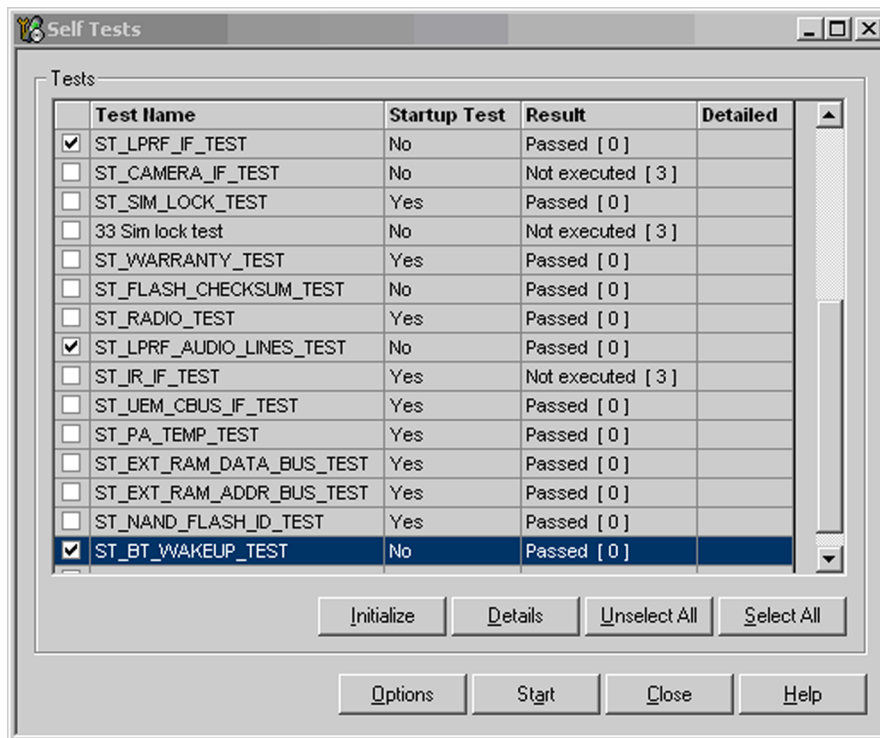 Self Tests
Tests
Test Name Startup Test Result Detailed
ST_LPRF_IF_TEST No Passed [ 0 ]
ST_CAMERA_IF_TEST No Not executed [ 3 ]
ST_SIM_LOCK_TEST Yes Passed [ 0 ]
33 Sim lock test No Not executed [ 3 ]
ST_WARRANTY_TEST Yes Passed [ 0 ]
ST_FLASH_CHECKSUM_TEST No Passed [ 0 ]
ST_RADIO_TEST Yes Passed [ 0 ]
ST_LPRF_AUDIO_LINES_TEST No Passed [ 0 ]
ST_IR_IF_TEST Yes Not executed [ 3 ]
ST_UEM_CBUS_IF_TEST Yes Passed [ 0 ]
ST_PA_TEMP_TEST Yes Passed [ 0 ]
ST_EXT_RAM_DATA_BUS_TEST Yes Passed [ 0 ]
ST_EXT_RAM_ADDR_BUS_TEST Yes Passed [ 0 ]
ST_NAND_FLASH_ID_TEST Yes Passed [ 0 ]
ST_BT_WAKEUP_TEST No Passed [ 0 ]
Initialize Details Unselect All Select All
Options Start Close Help